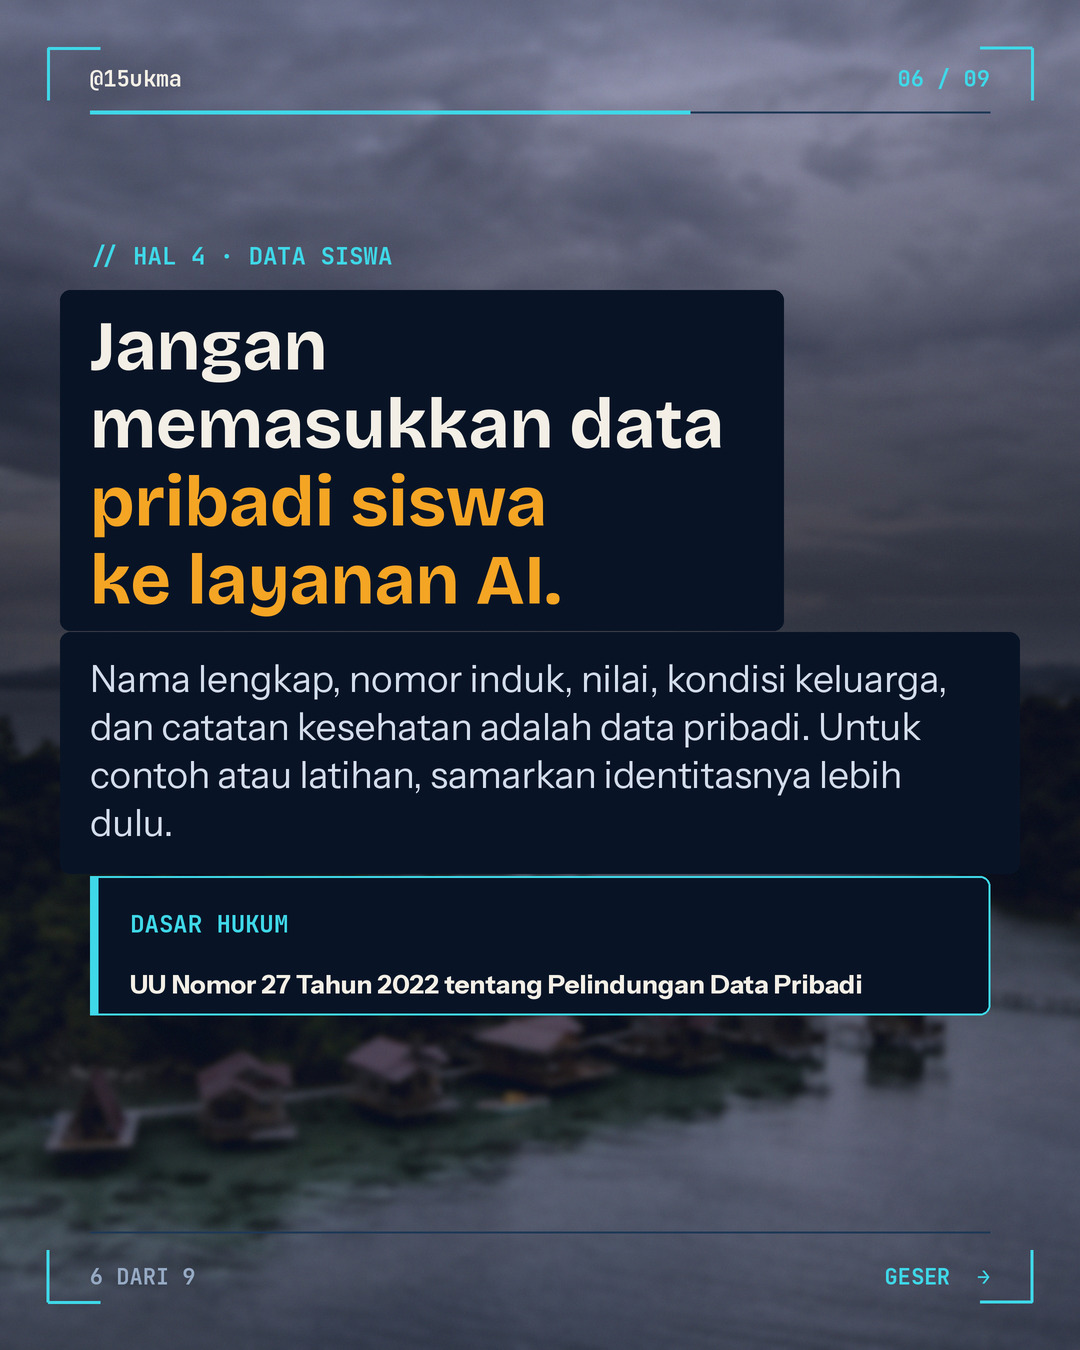 @15ukma
06 / 09
// HAL 4 · DATA SISWA
Jangan
memasukkan data
pribadi siswa
ke layanan AI.
Nama lengkap, nomor induk, nilai, kondisi keluarga,
dan catatan kesehatan adalah data pribadi. Untuk
contoh atau latihan, samarkan identitasnya lebih
dulu.
DASAR HUKUM
UU Nomor 27 Tahun 2022 tentang Pelindungan Data Pribadi
6 DARI 9
GESER →